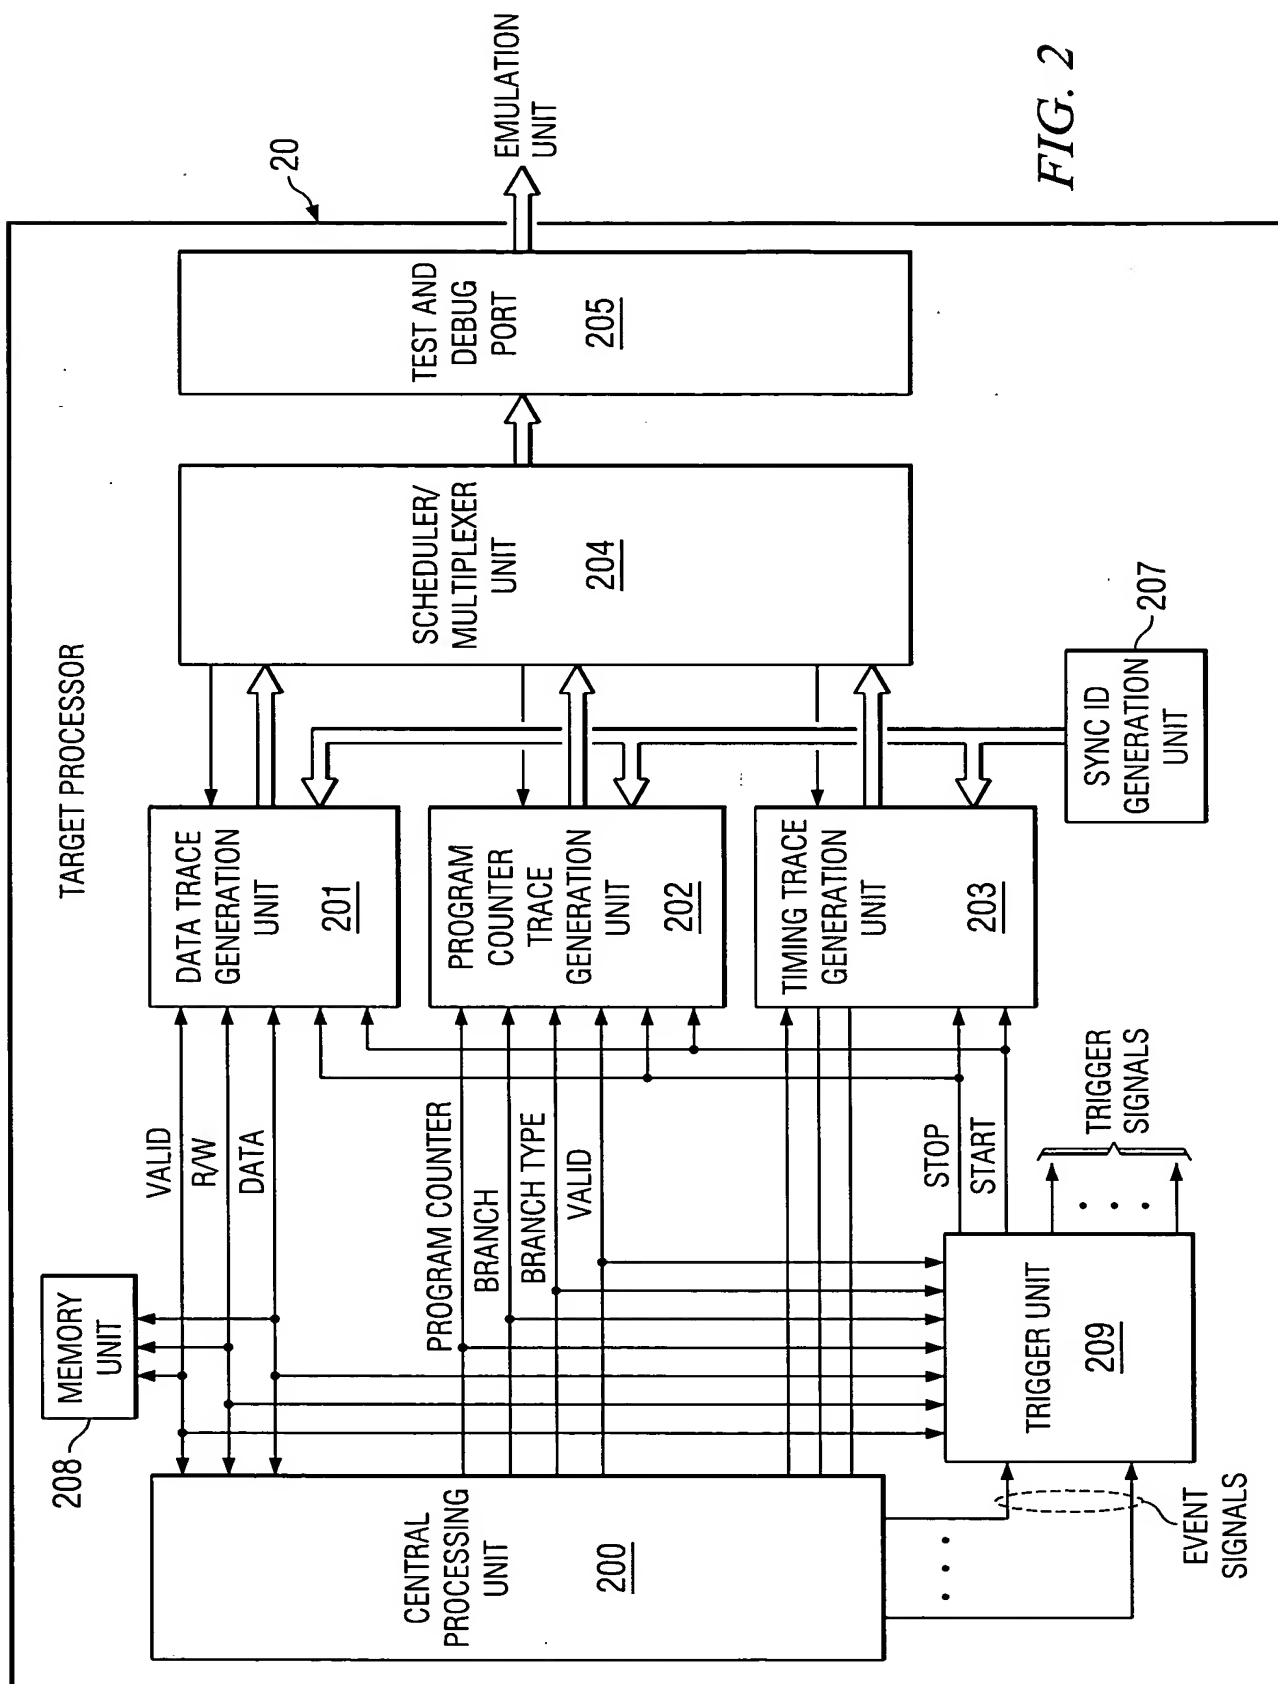 TARGET PROCESSOR
20
208
MEMORY
UNIT
CENTRAL
PROCESSING
UNIT
200
VALID
R/W
DATA
PROGRAM COUNTER
BRANCH
BRANCH TYPE
VALID
DATA TRACE
GENERATION
UNIT
201
PROGRAM
COUNTER
TRACE
GENERATION
UNIT
202
TIMING TRACE
GENERATION
UNIT
203
SCHEDULER/
MULTIPLEXER
UNIT
204
TEST AND
DEBUG
PORT
205
EMULATION
UNIT
STOP
START
TRIGGER UNIT
209
TRIGGER
SIGNALS
EVENT
SIGNALS
SYNC ID
GENERATION
UNIT
207
FIG. 2